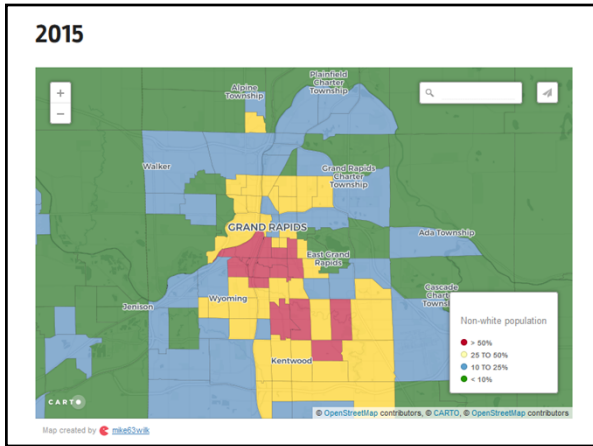 2015
+
−
Alpine
Township
Plainfield
Charter
Township
Walker
Grand Rapids
Charter
Township
GRAND RAPIDS
East Grand
Rapids
Ada Township
Cascade
Chart
Towns
Jenison
Wyoming
Kentwood
Non-white population
> 50%
25 TO 50%
10 TO 25%
< 10%
CARTO
© OpenStreetMap contributors, © CARTO, © OpenStreetMap contributors
Map created by mike63wilk